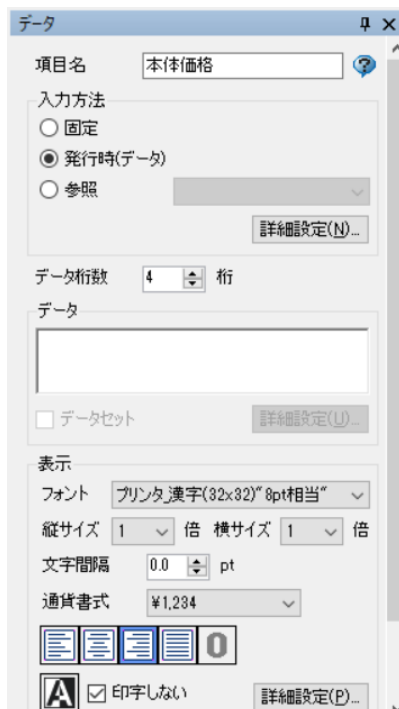 データ
項目名 本体価格
入力方法
固定
発行時(データ)
参照
詳細設定(N)...
データ桁数 4 桁
データ
データセット 詳細設定(U)...
表示
フォント プリンタ漢字(32x32)"8pt相当"
縦サイズ 1 倍 横サイズ 1 倍
文字間隔 0.0 pt
通貨書式 ¥1,234
0
A 印字しない 詳細設定(P)...